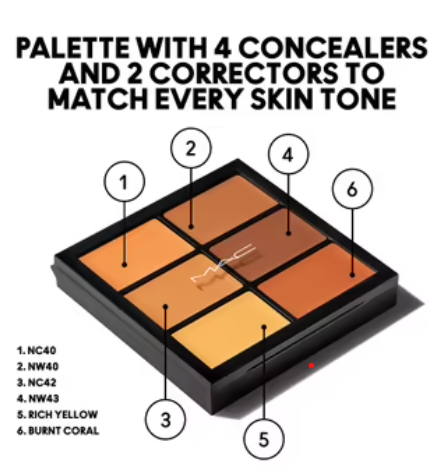 PALETTE WITH 4 CONCEALERS
AND 2 CORRECTORS TO
MATCH EVERY SKIN TONE
1
2
4
6
MAC
3
5
1. NC40
2. NW40
3. NC42
4. NW43
5. RICH YELLOW
6. BURNT CORAL